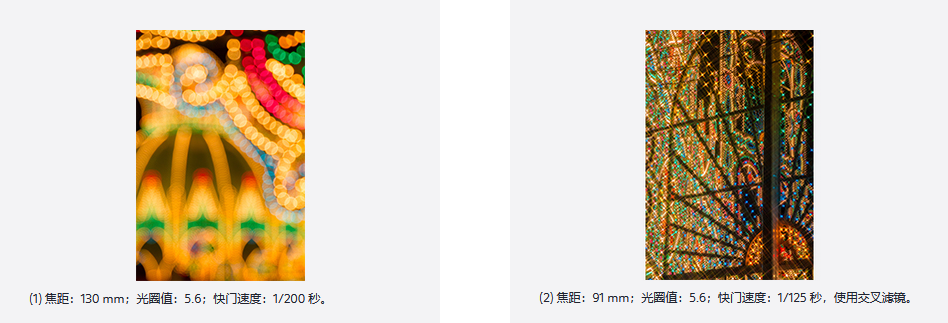 (1) 焦距：130 mm；光圈值：5.6；快门速度：1/200 秒。
(2) 焦距：91 mm；光圈值：5.6；快门速度：1/125 秒，使用交叉滤镜。